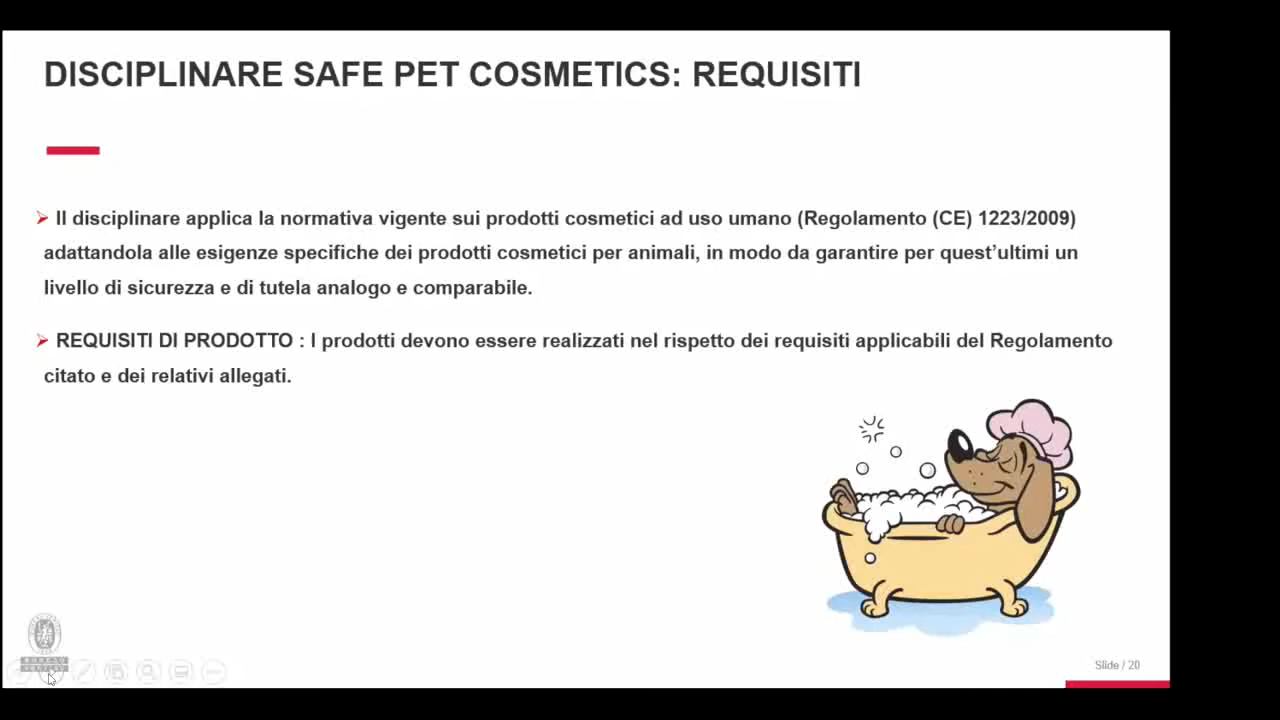 DISCIPLINARE SAFE PET COSMETICS: REQUISITI
Il disciplinare applica la normativa vigente sui prodotti cosmetici ad uso umano (Regolamento (CE) 1223/2009)
adattandola alle esigenze specifiche dei prodotti cosmetici per animali, in modo da garantire per quest'ultimi un
livello di sicurezza e di tutela analogo e comparabile.
REQUISITI DI PRODOTTO : I prodotti devono essere realizzati nel rispetto dei requisiti applicabili del Regolamento
citato e dei relativi allegati.
Slide / 20